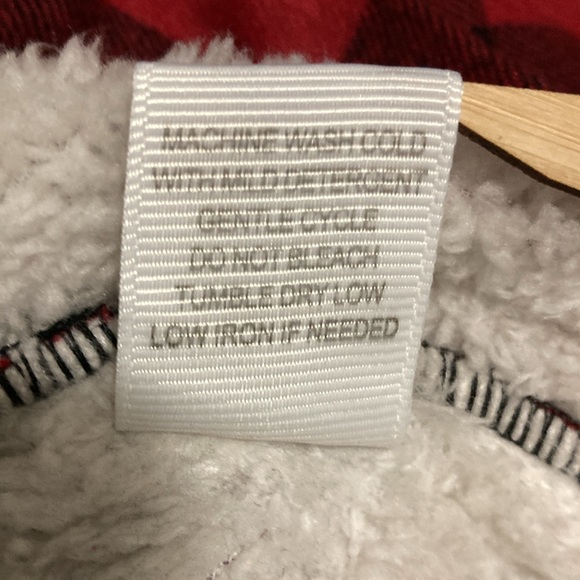 MACHINE WASH COLD
WITH MILD DETERGENT
GENTLE CYCLE
DO NOT BLEACH
TUMBLE DRY LOW
LOW IRON IF NEEDED